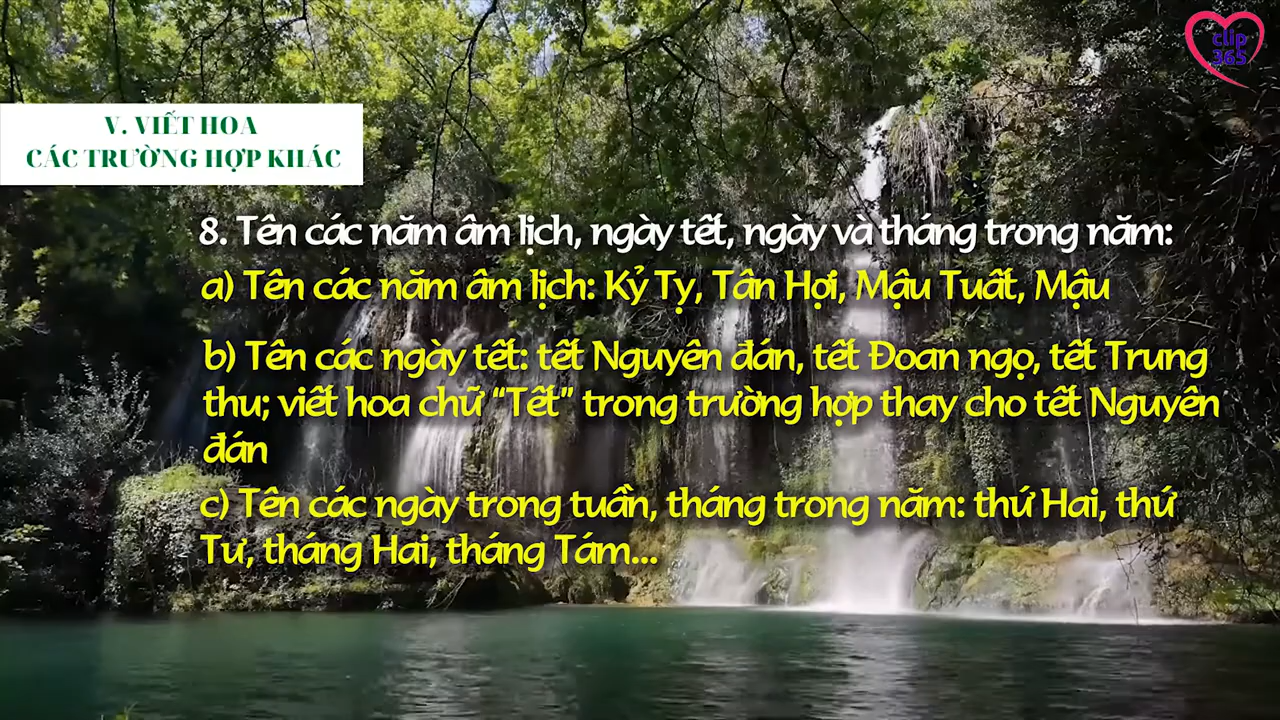 clip
365
V. VIẾT HOA
CÁC TRƯỜNG HỢP KHÁC
8. Tên các năm âm lịch, ngày tết, ngày và tháng trong năm:
a) Tên các năm âm lịch: Kỷ Tỵ, Tân Hợi, Mậu Tuất, Mậu
b) Tên các ngày tết: tết Nguyên đán, tết Đoan ngọ, tết Trung
thu; viết hoa chữ “Tết” trong trường hợp thay cho tết Nguyên
đán
c) Tên các ngày trong tuần, tháng trong năm: thứ Hai, thứ
Tư, tháng Hai, tháng Tám...